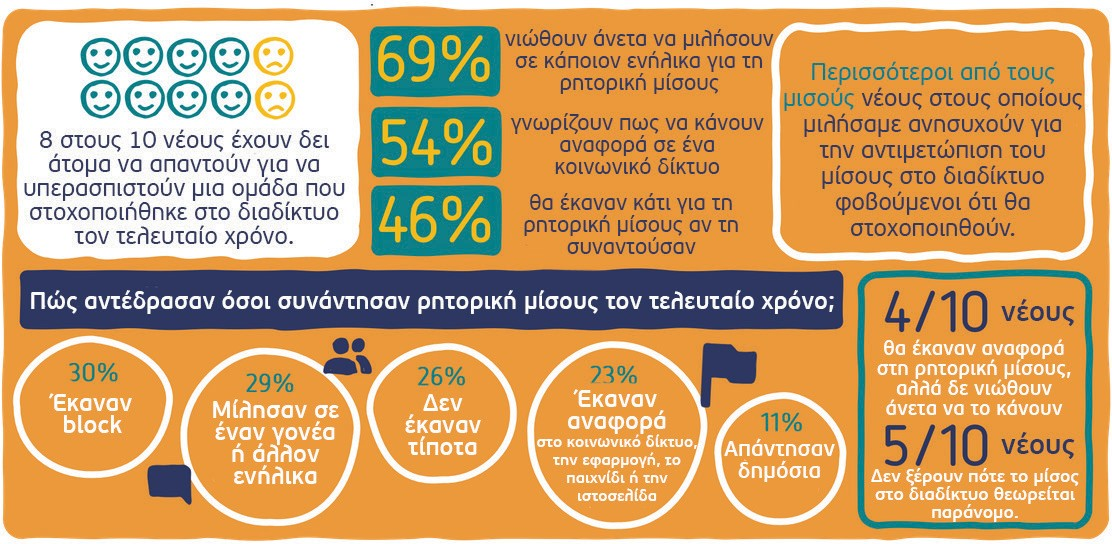 8 στους 10 νέους έχουν δει
άτομα να απαντούν για να
υπερασπιστούν μια ομάδα που
στοχοποιήθηκε στο διαδίκτυο
τον τελευταίο χρόνο.
69%
νιώθουν άνετα να μιλήσουν
σε κάποιον ενήλικα για τη
ρητορική μίσους
54%
γνωρίζουν πως να κάνουν
αναφορά σε ένα
κοινωνικό δίκτυο
46%
θα έκαναν κάτι για τη
ρητορική μίσους αν τη
συναντούσαν
Περισσότεροι από τους
μισούς νέους στους οποίους
μιλήσαμε ανησυχούν για
την αντιμετώπιση του
μίσους στο διαδίκτυο
φοβούμενοι ότι θα
στοχοποιηθούν.
Πώς αντέδρασαν όσοι συνάντησαν ρητορική μίσους τον τελευταίο χρόνο;
30%
Έκαναν
block
29%
Μίλησαν σε
έναν γονέα
ή άλλον
ενήλικα
26%
Δεν
έκαναν
τίποτα
23%
Έκαναν
αναφορά
στο κοινωνικό δίκτυο,
την εφαρμογή, το
παιχνίδι ή την
ιστοσελίδα
11%
Απάντησαν
δημόσια
4/10 νέους
θα έκαναν αναφορά
στη ρητορική μίσους,
αλλά δε νιώθουν
άνετα να το κάνουν
5/10 νέους
Δεν ξέρουν πότε το μίσος
στο διαδίκτυο θεωρείται
παράνομο.